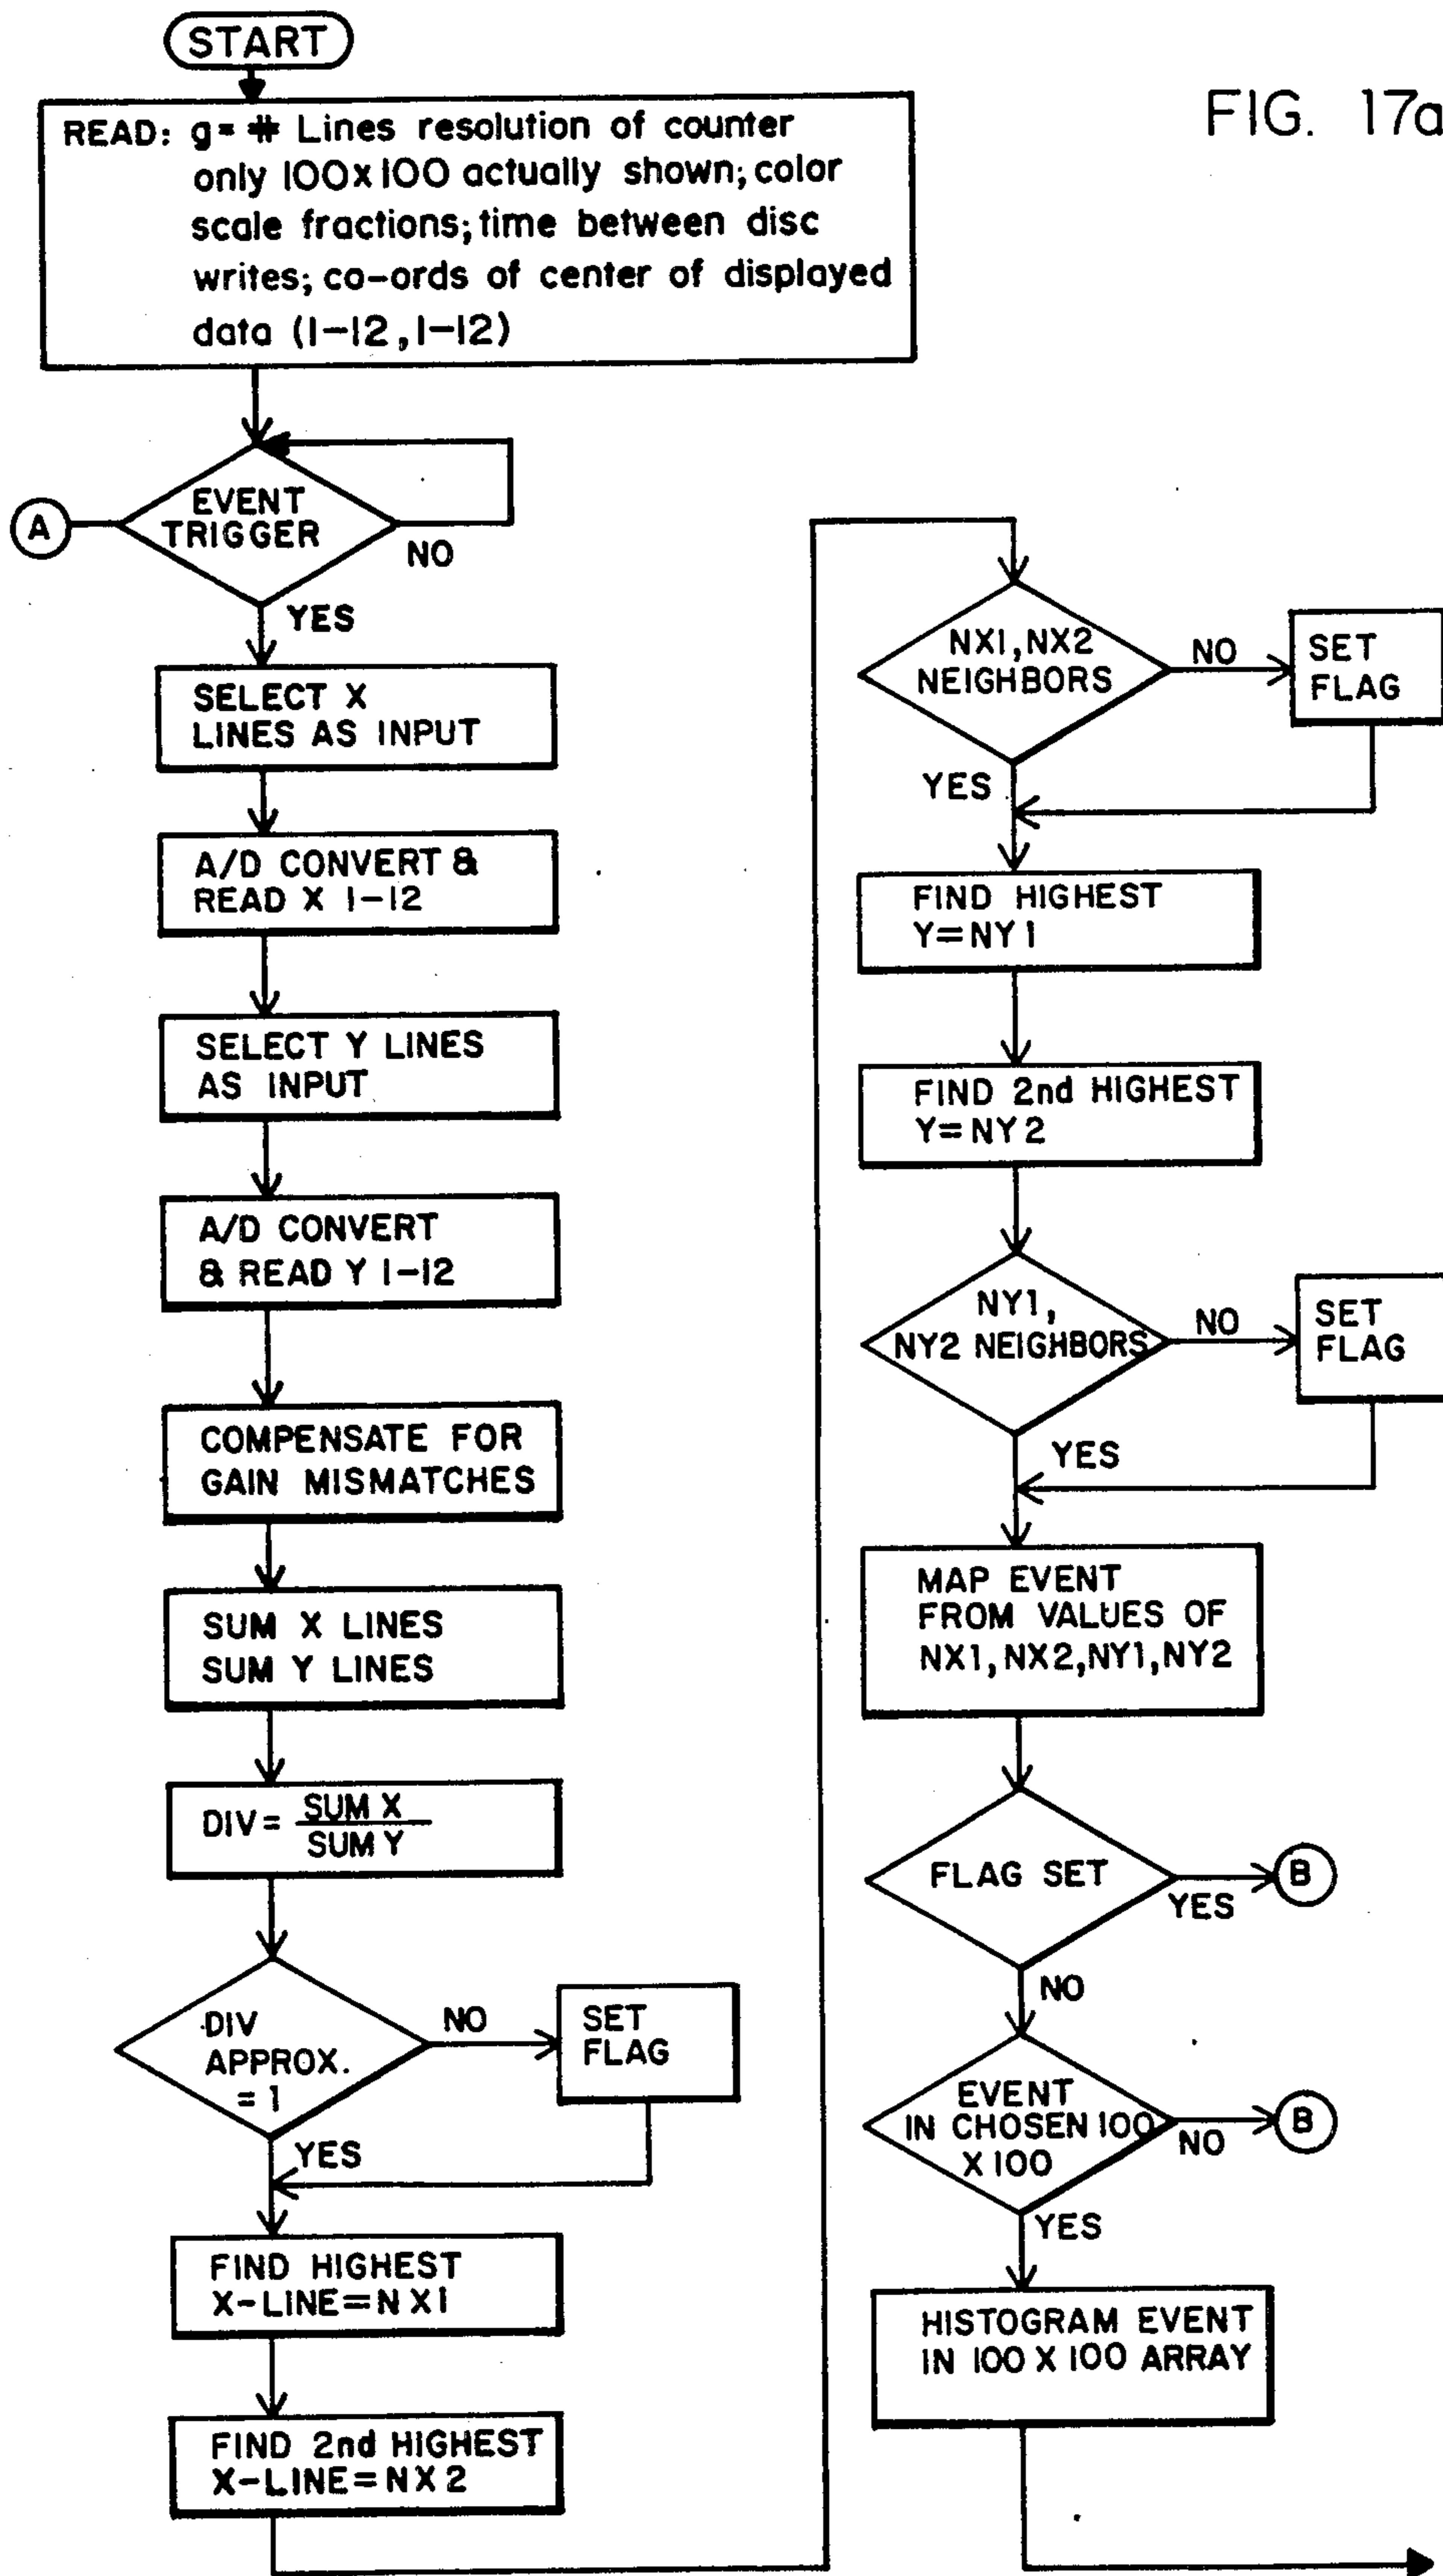 START
FIG. 17a
READ: g=# Lines resolution of counter
only 100x100 actually shown; color
scale fractions; time between disc
writes; co-ords of center of displayed
data (1-12, 1-12)
A
EVENT
TRIGGER
NO
YES
SELECT X
LINES AS INPUT
A/D CONVERT &
READ X 1-12
SELECT Y LINES
AS INPUT
A/D CONVERT
& READ Y 1-12
COMPENSATE FOR
GAIN MISMATCHES
SUM X LINES
SUM Y LINES
DIV = SUM X
SUM Y
DIV
APPROX.
= 1
NO
SET
FLAG
YES
FIND HIGHEST
X-LINE=NX1
FIND 2nd HIGHEST
X-LINE=NX2
NX1, NX2
NEIGHBORS
NO
SET
FLAG
YES
FIND HIGHEST
Y=NY1
FIND 2nd HIGHEST
Y=NY2
NY1,
NY2 NEIGHBORS
NO
SET
FLAG
YES
MAP EVENT
FROM VALUES OF
NX1, NX2, NY1, NY2
FLAG SET
YES
B
NO
EVENT
IN CHOSEN 100
X 100
NO
B
YES
HISTOGRAM EVENT
IN 100 X 100 ARRAY